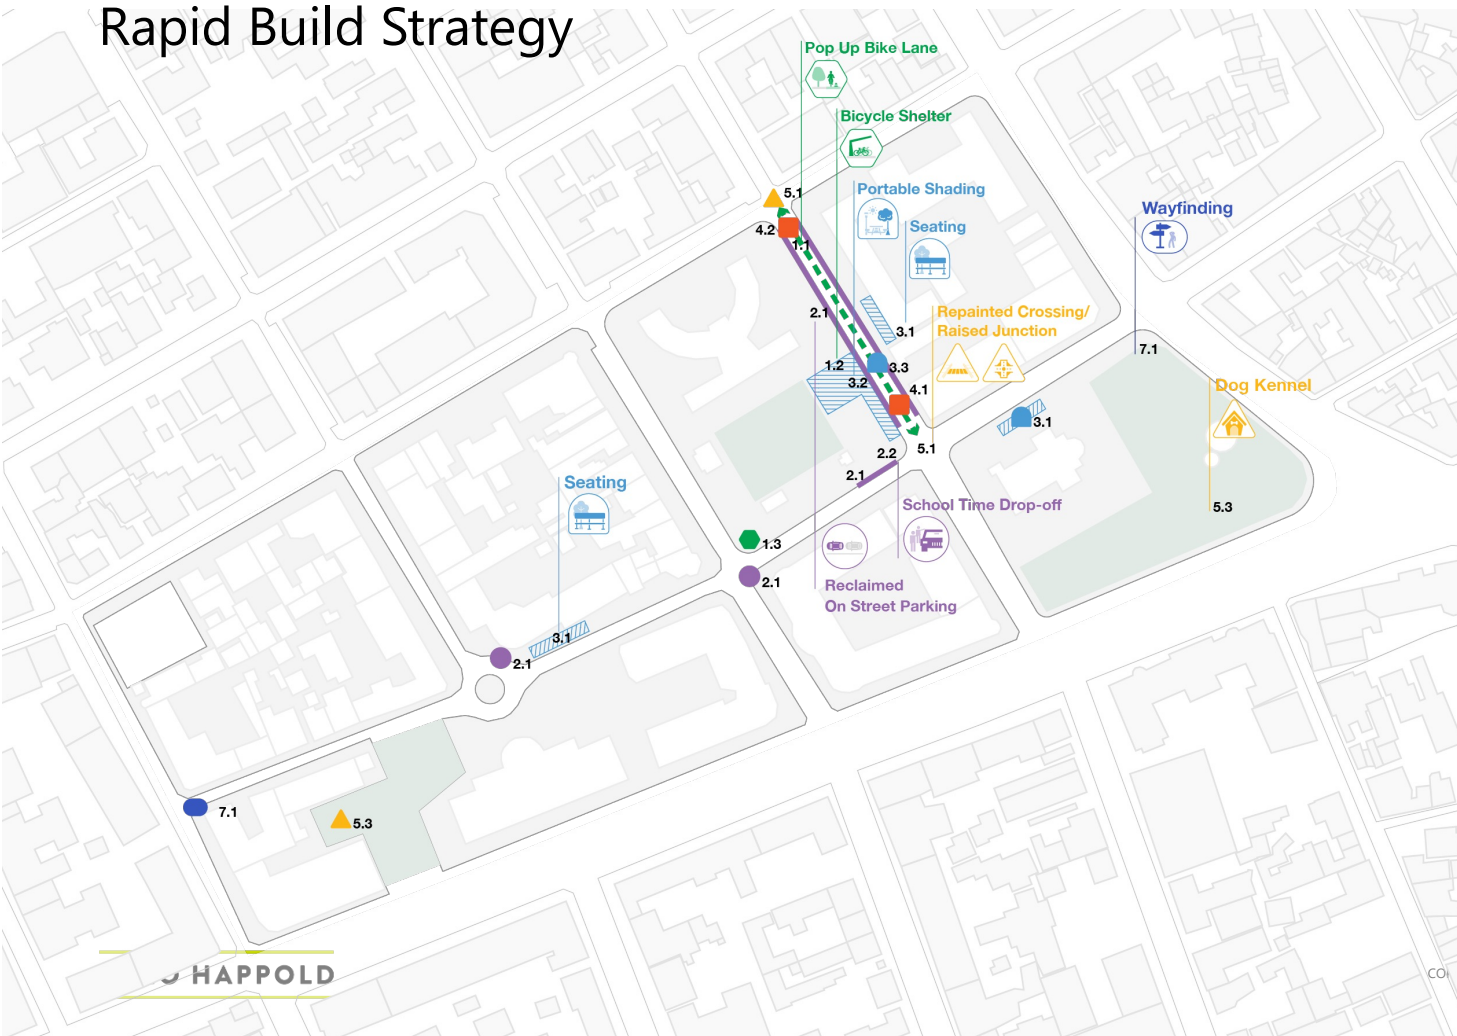 Rapid Build Strategy
Pop Up Bike Lane
Bicycle Shelter
Portable Shading
Seating
Wayfinding
5.1
4.2
1.1
2.1
3.1
Repainted Crossing/
Raised Junction
7.1
1.2
3.2
3.3
4.1
Dog Kennel
3.1
5.1
2.2
2.1
Seating
School Time Drop-off
5.3
1.3
2.1
Reclaimed
On Street Parking
3.1
2.1
7.1
5.3
HAPPOLD